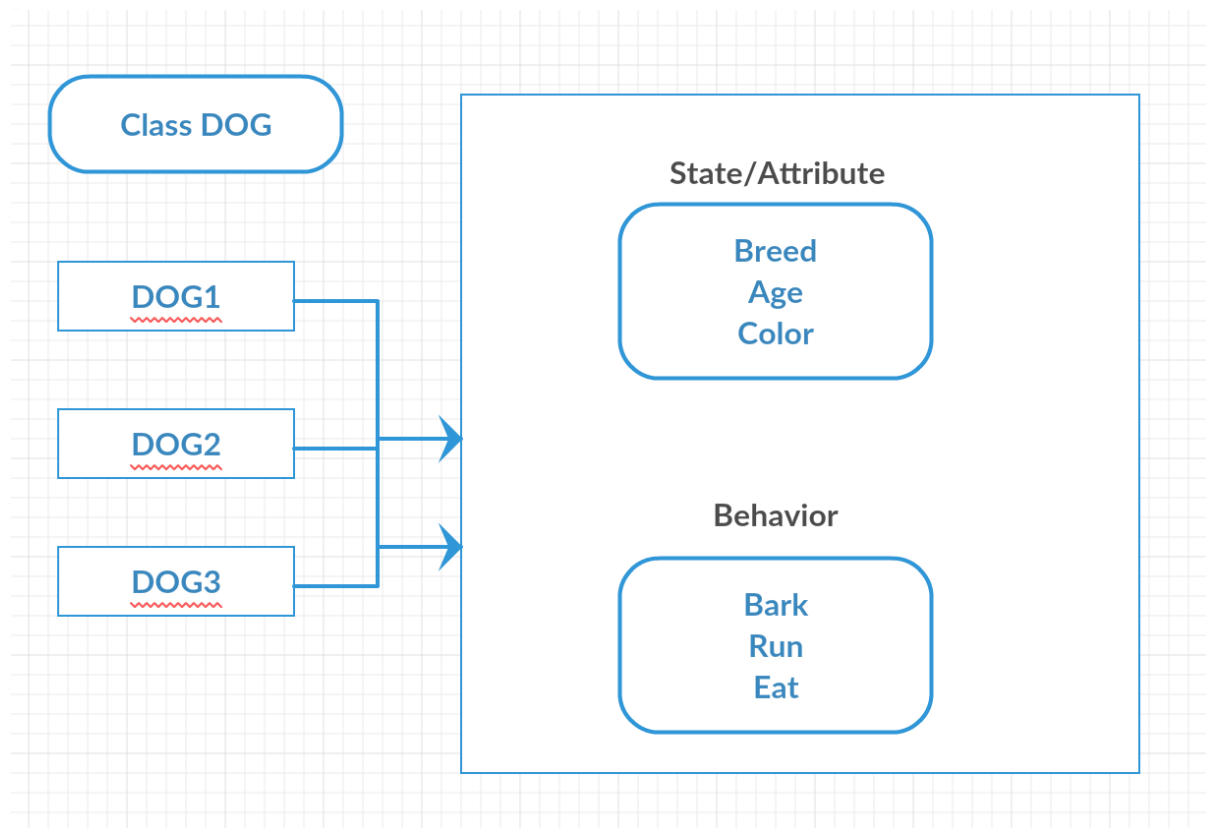 Class DOG
DOG1
DOG2
DOG3
State/Attribute
Breed
Age
Color
Behavior
Bark
Run
Eat